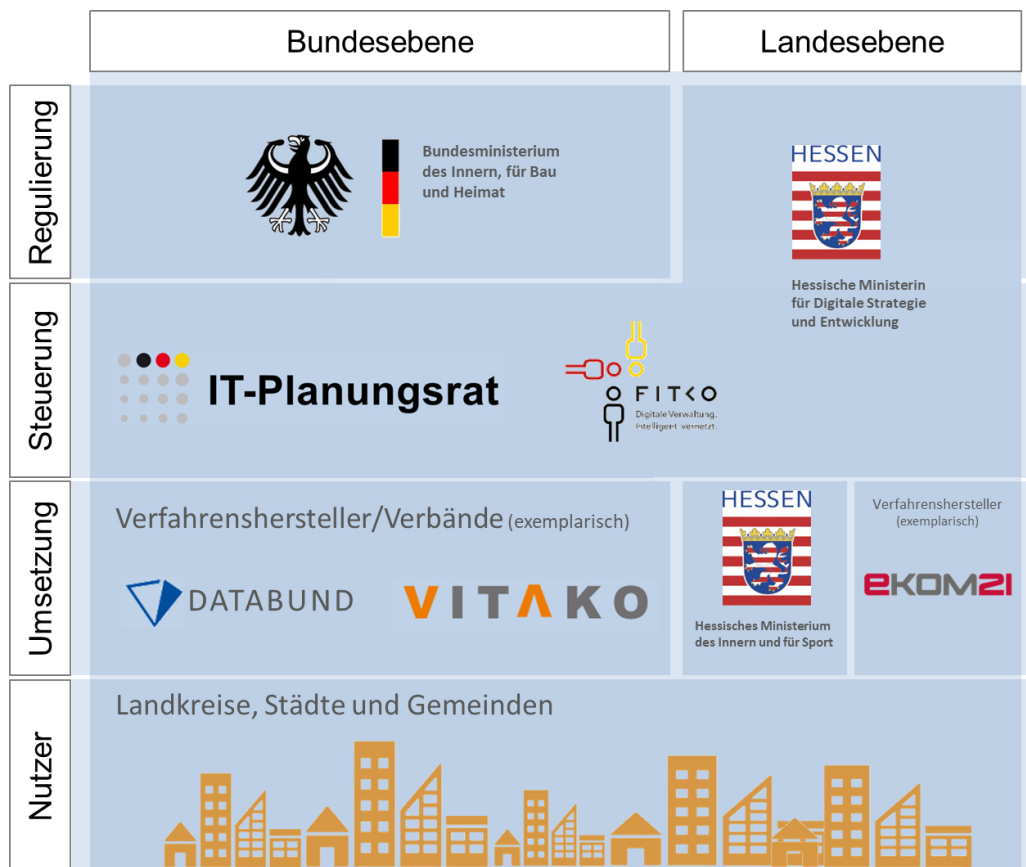 Bundesebene
Landesebene
Regulierung
Bundesministerium
des Innern, für Bau
und Heimat
HESSEN
Hessische Ministerin
für Digitale Strategie
und Entwicklung
Steuerung
IT-Planungsrat
FITKO
Digitale Verwaltung.
Intelligent vernetzt.
Umsetzung
Verfahrenshersteller/Verbände (exemplarisch)
DATABUND
VITAKO
HESSEN
Hessisches Ministerium
des Innern und für Sport
Verfahrenshersteller
(exemplarisch)
ekom21
Nutzer
Landkreise, Städte und Gemeinden